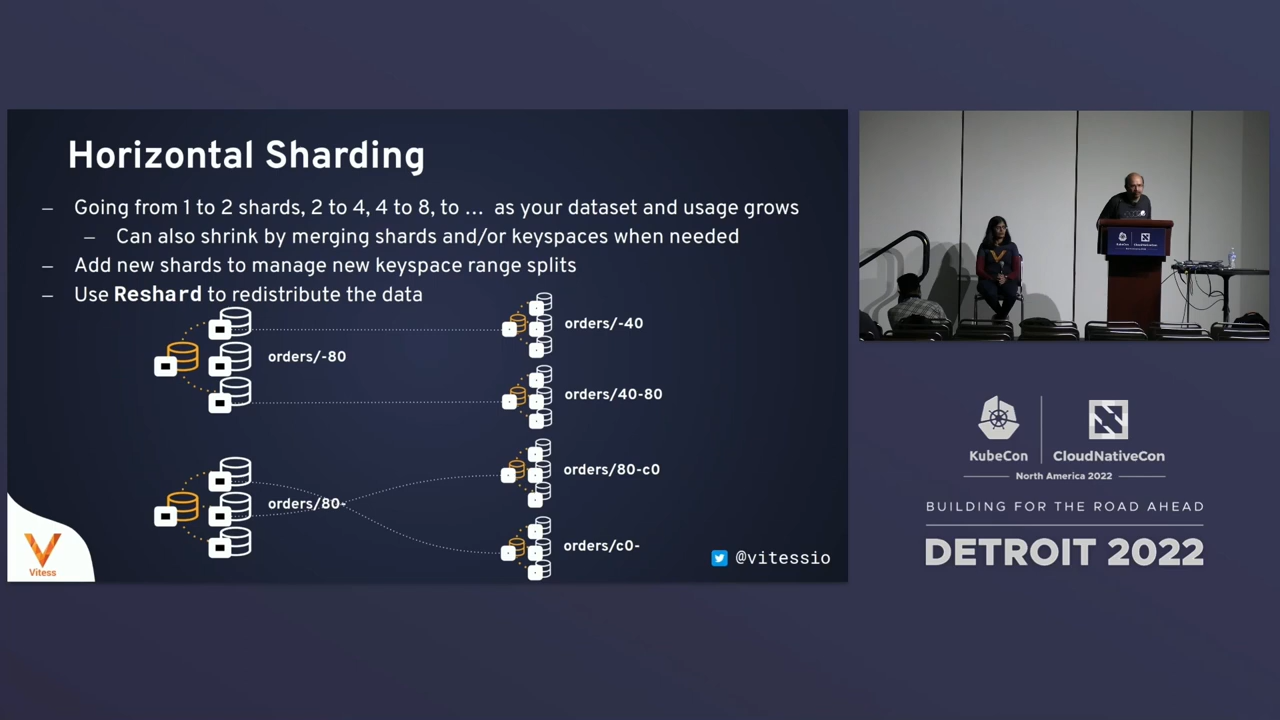 Horizontal Sharding
– Going from 1 to 2 shards, 2 to 4, 4 to 8, to … as your dataset and usage grows
– Can also shrink by merging shards and/or keyspaces when needed
– Add new shards to manage new keyspace range splits
– Use Reshard to redistribute the data
orders/-80
orders/80-
orders/-40
orders/40-80
orders/80-c0
orders/c0-
Vitess
@vitessio
KubeCon
CloudNativeCon
North America 2022
BUILDING FOR THE ROAD AHEAD
DETROIT 2022